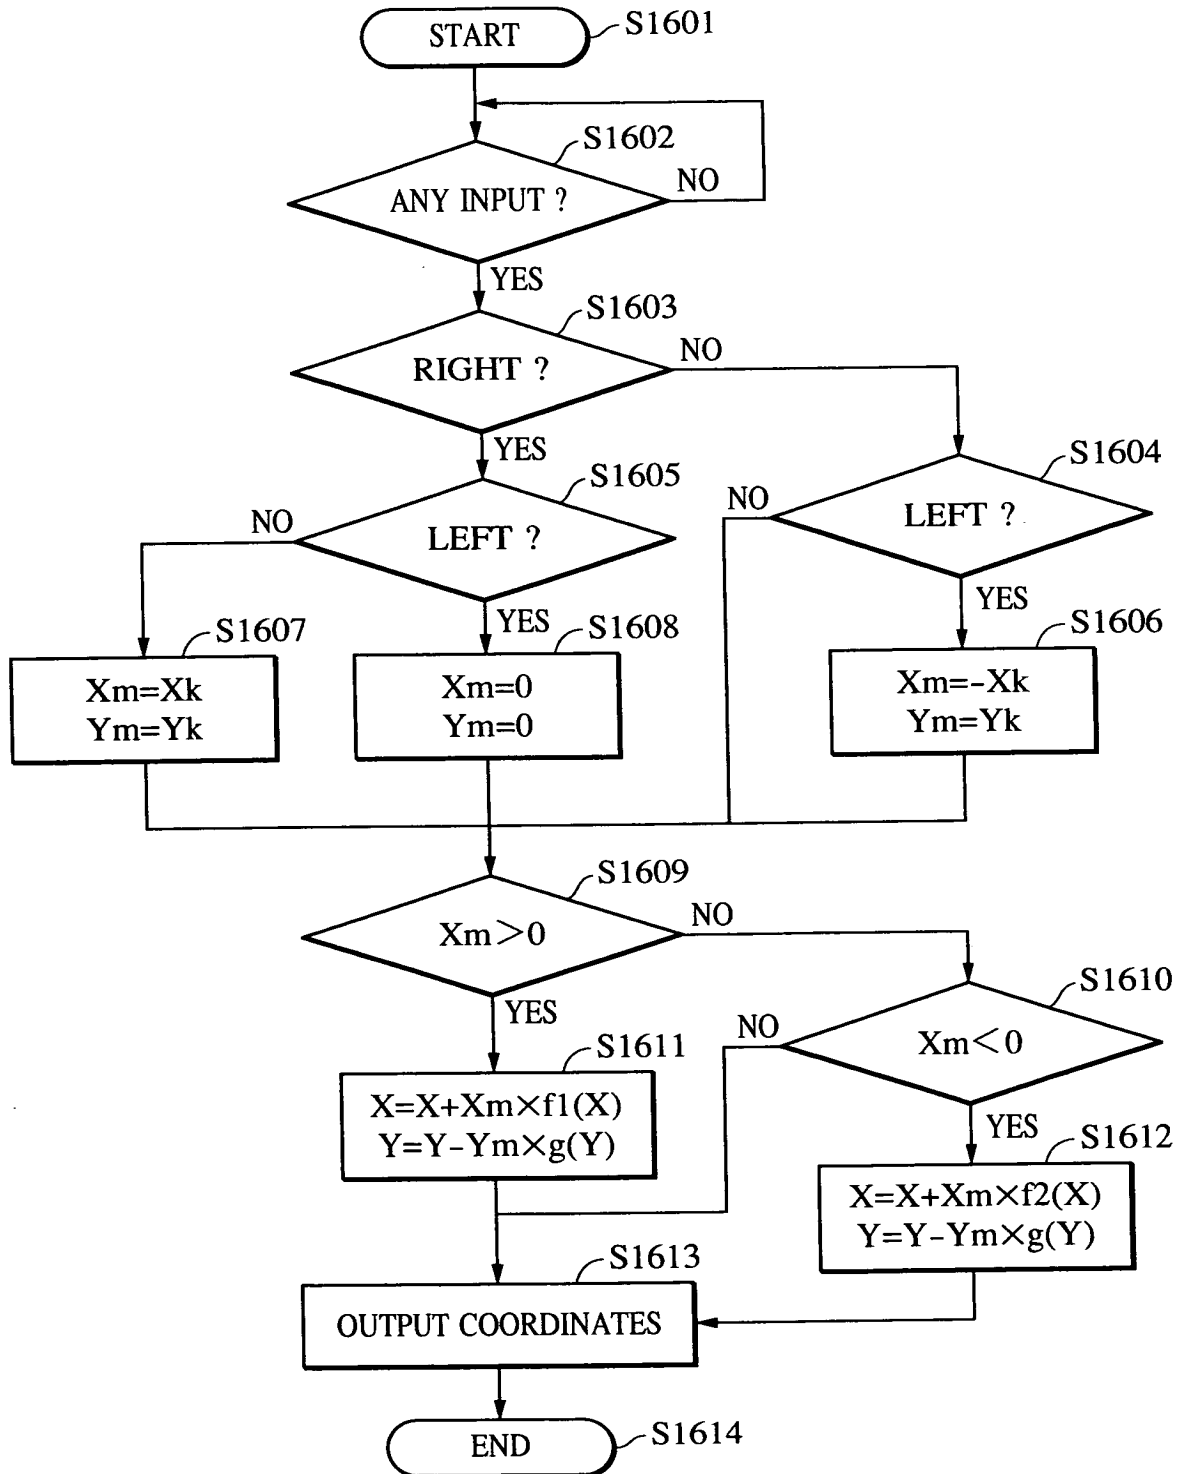 START
S1601
S1602
ANY INPUT ?
NO
YES
S1603
RIGHT ?
NO
YES
S1604
LEFT ?
NO
YES
S1605
LEFT ?
NO
YES
S1607
Xm=Xk
Ym=Yk
S1608
Xm=0
Ym=0
S1606
Xm=-Xk
Ym=Yk
S1609
Xm>0
NO
YES
S1610
Xm<0
NO
YES
S1611
X=X+Xm×f1(X)
Y=Y-Ym×g(Y)
S1612
X=X+Xm×f2(X)
Y=Y-Ym×g(Y)
S1613
OUTPUT COORDINATES
END
S1614